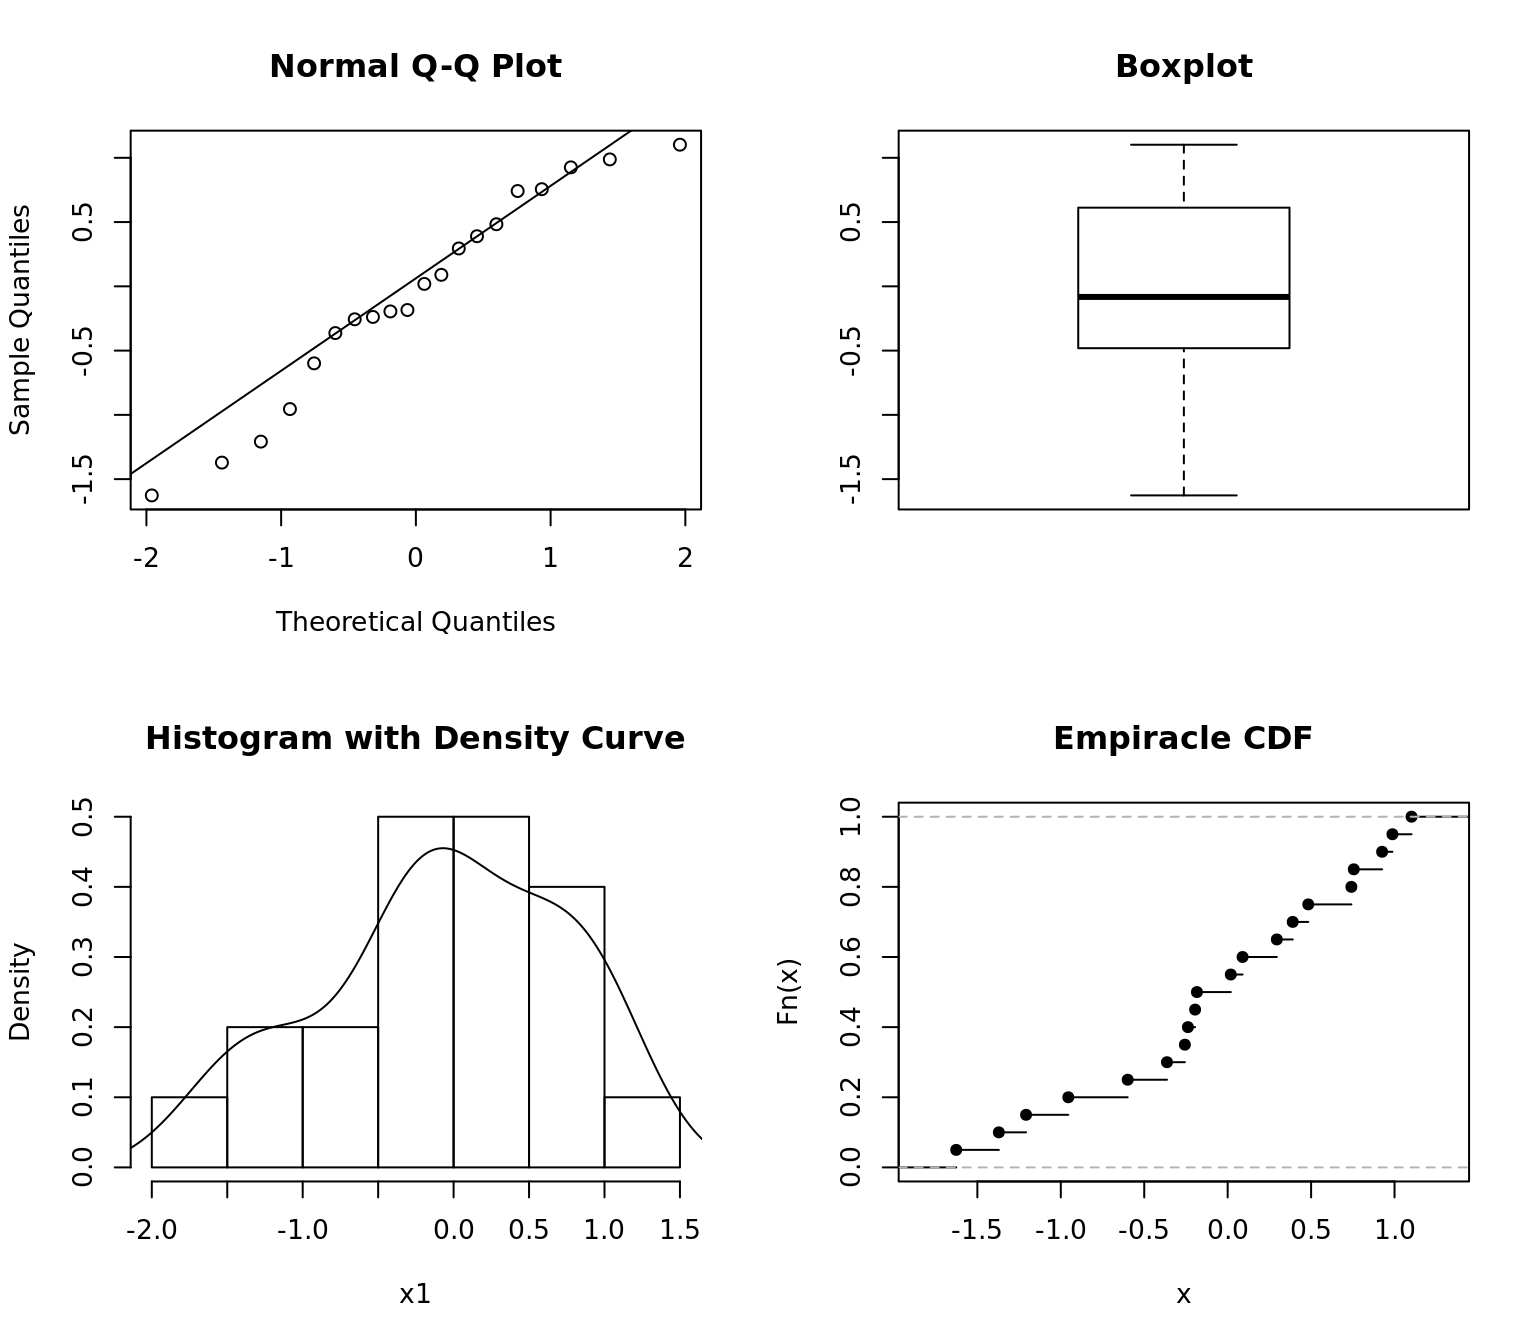 Normal Q-Q Plot
Sample Quantiles
0.5
-0.5
-1.5
-2 -1 0 1 2
Theoretical Quantiles
Boxplot
0.5
-0.5
-1.5
Histogram with Density Curve
Density
0.5
0.4
0.3
0.2
0.1
0.0
-2.0 -1.0 0.0 0.5 1.0 1.5
x1
Empiracle CDF
Fn(x)
1.0
0.8
0.6
0.4
0.2
0.0
-1.5 -1.0 -0.5 0.0 0.5 1.0
x